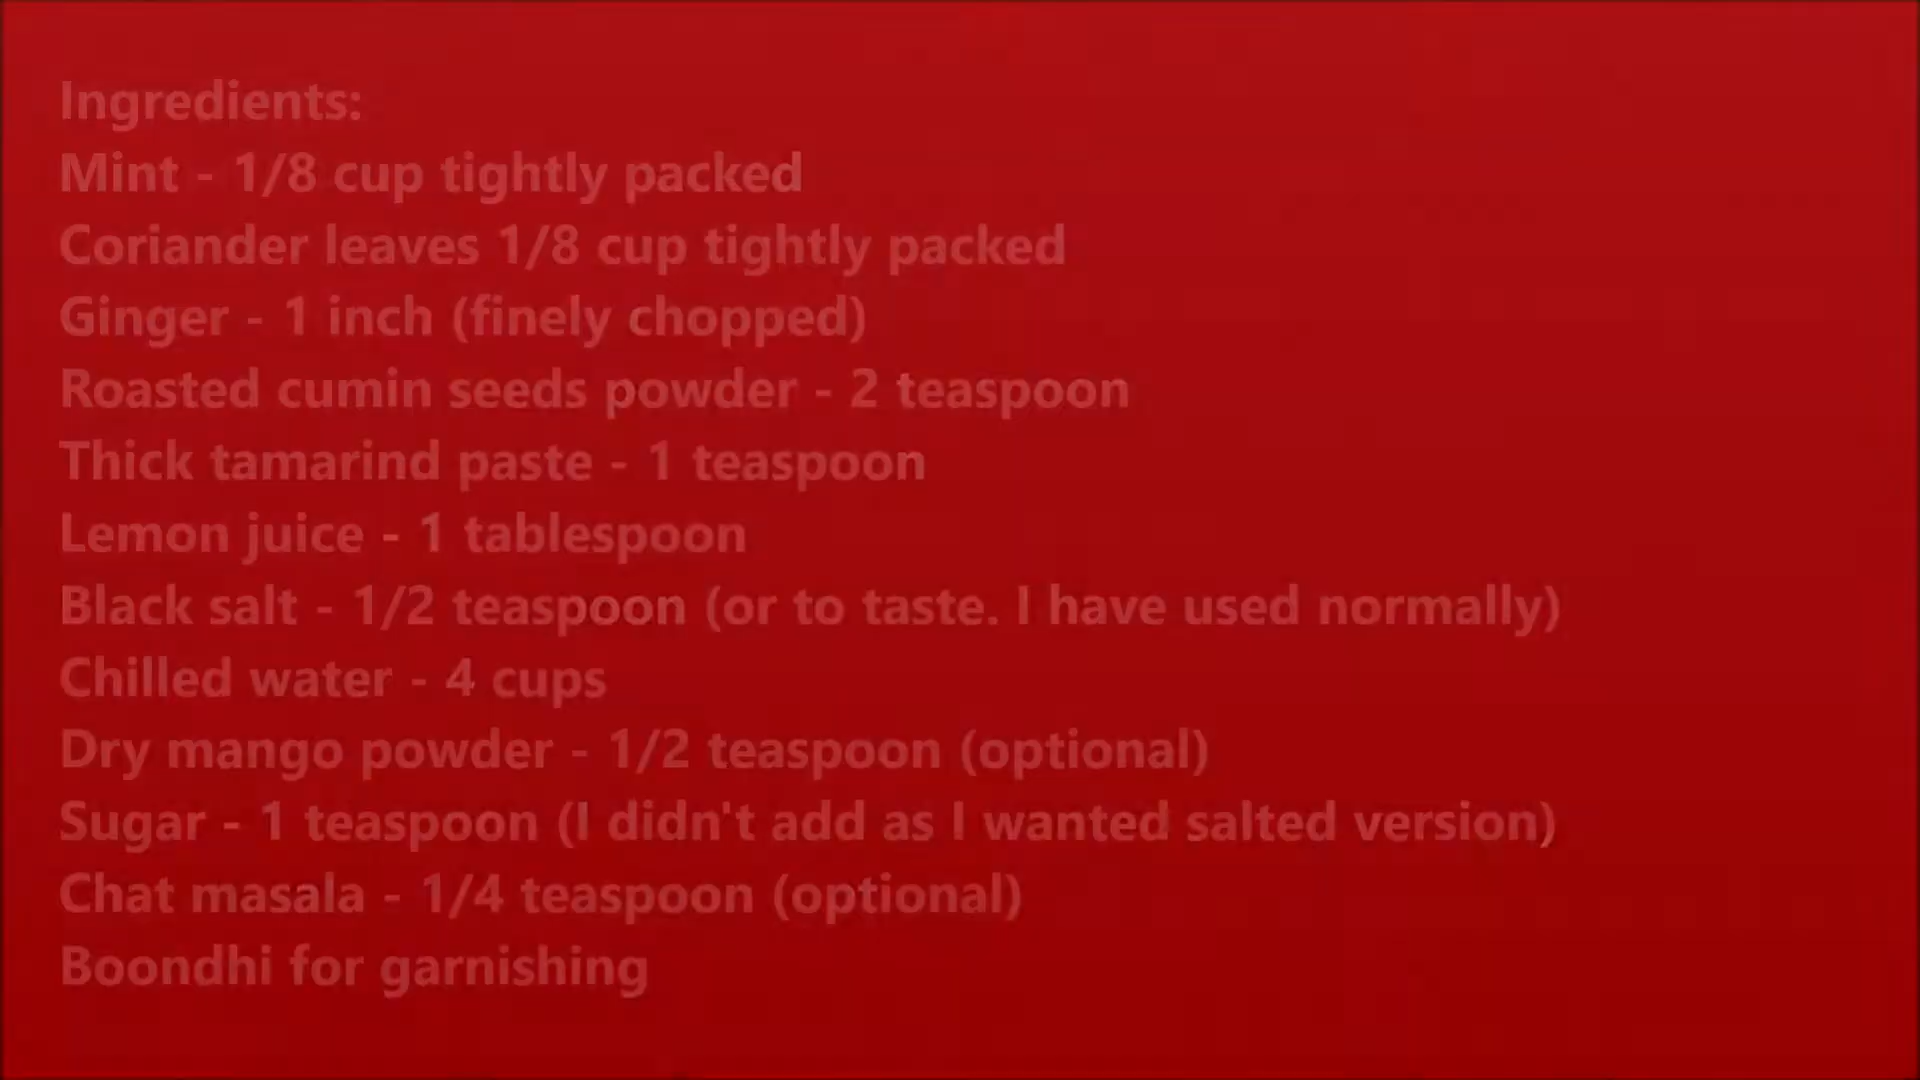 Ingredients:
Mint - 1/8 cup tightly packed
Coriander leaves 1/8 cup tightly packed
Ginger - 1 inch (finely chopped)
Roasted cumin seeds powder - 2 teaspoon
Thick tamarind paste - 1 teaspoon
Lemon juice - 1 tablespoon
Black salt - 1/2 teaspoon (or to taste. I have used normally)
Chilled water - 4 cups
Dry mango powder - 1/2 teaspoon (optional)
Sugar - 1 teaspoon (I didn't add as I wanted salted version)
Chat masala - 1/4 teaspoon (optional)
Boondhi for garnishing